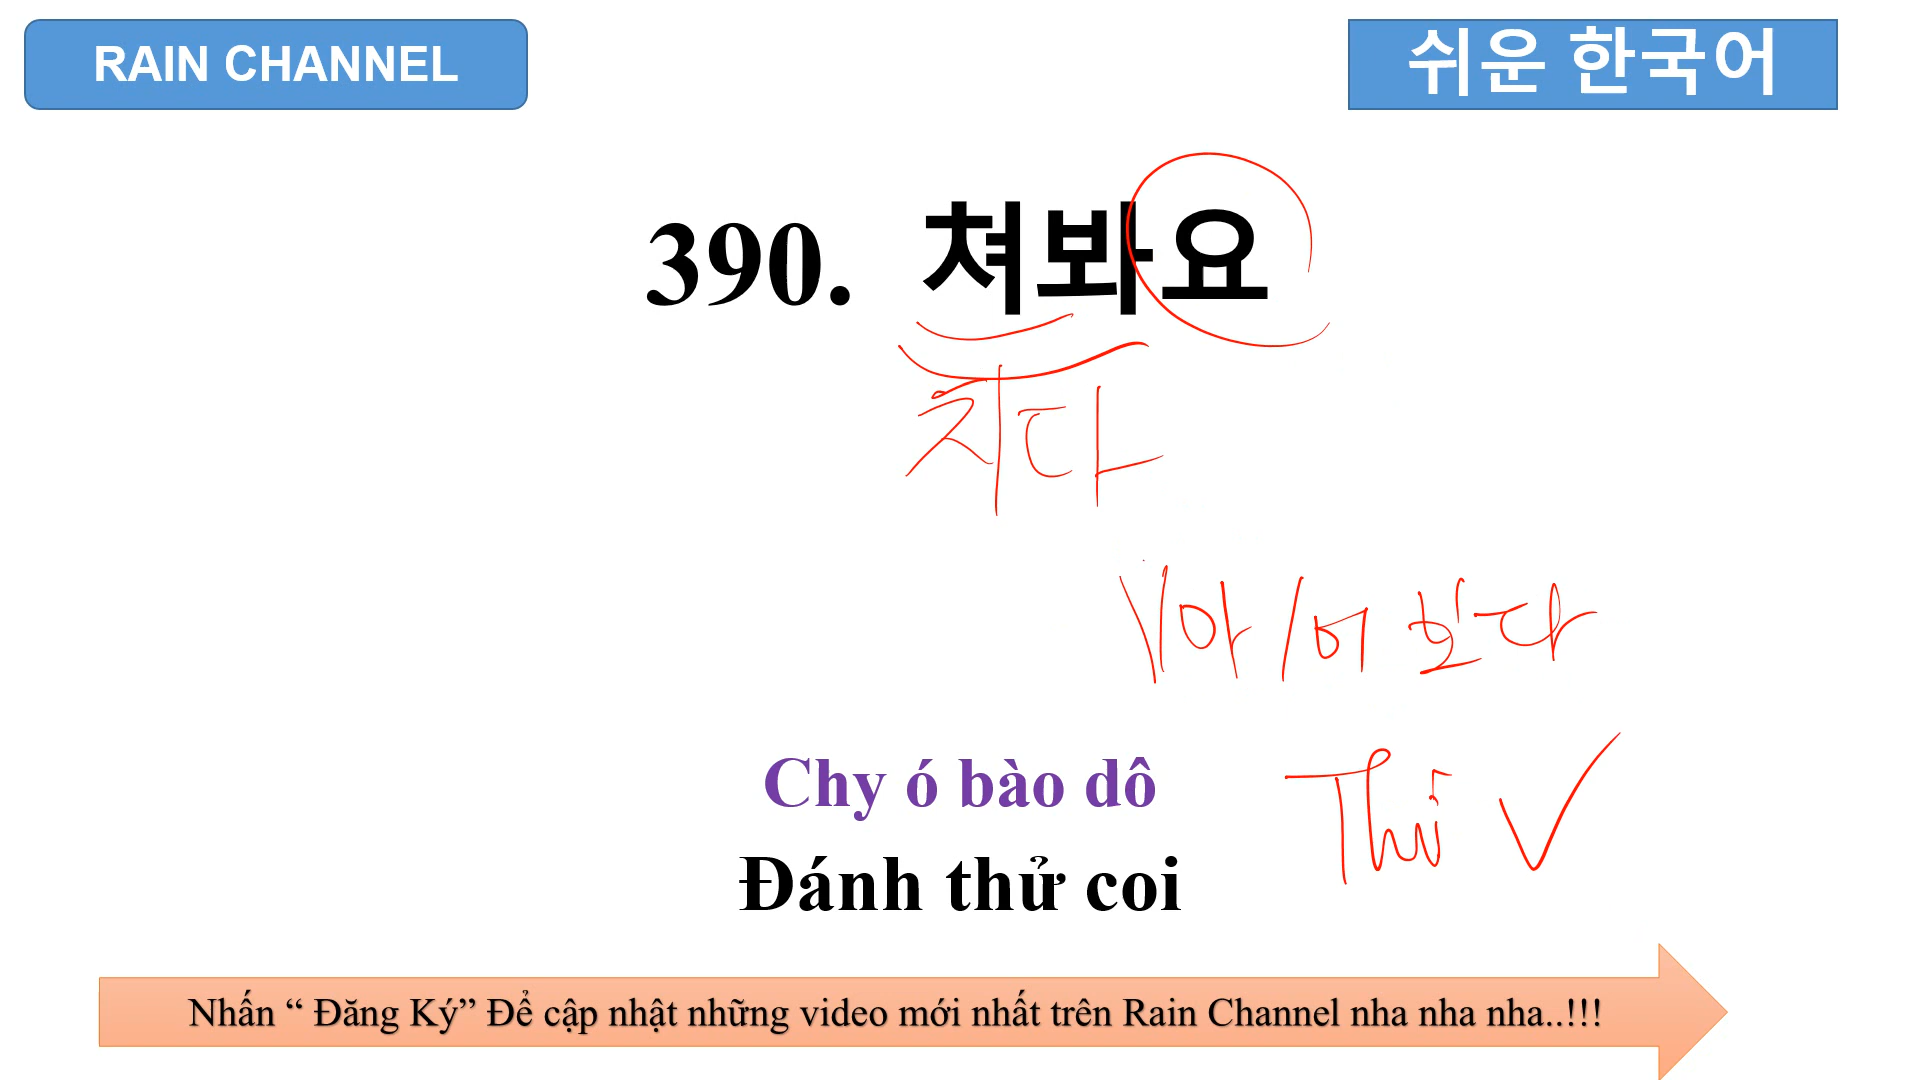 RAIN CHANNEL
쉬운 한국어
390. 쳐봐요
치다
V 아/어 보다
Chy ó bào dô
Thử V
Đánh thử coi
Nhấn “ Đăng Ký” Để cập nhật những video mới nhất trên Rain Channel nha nha nha..!!!